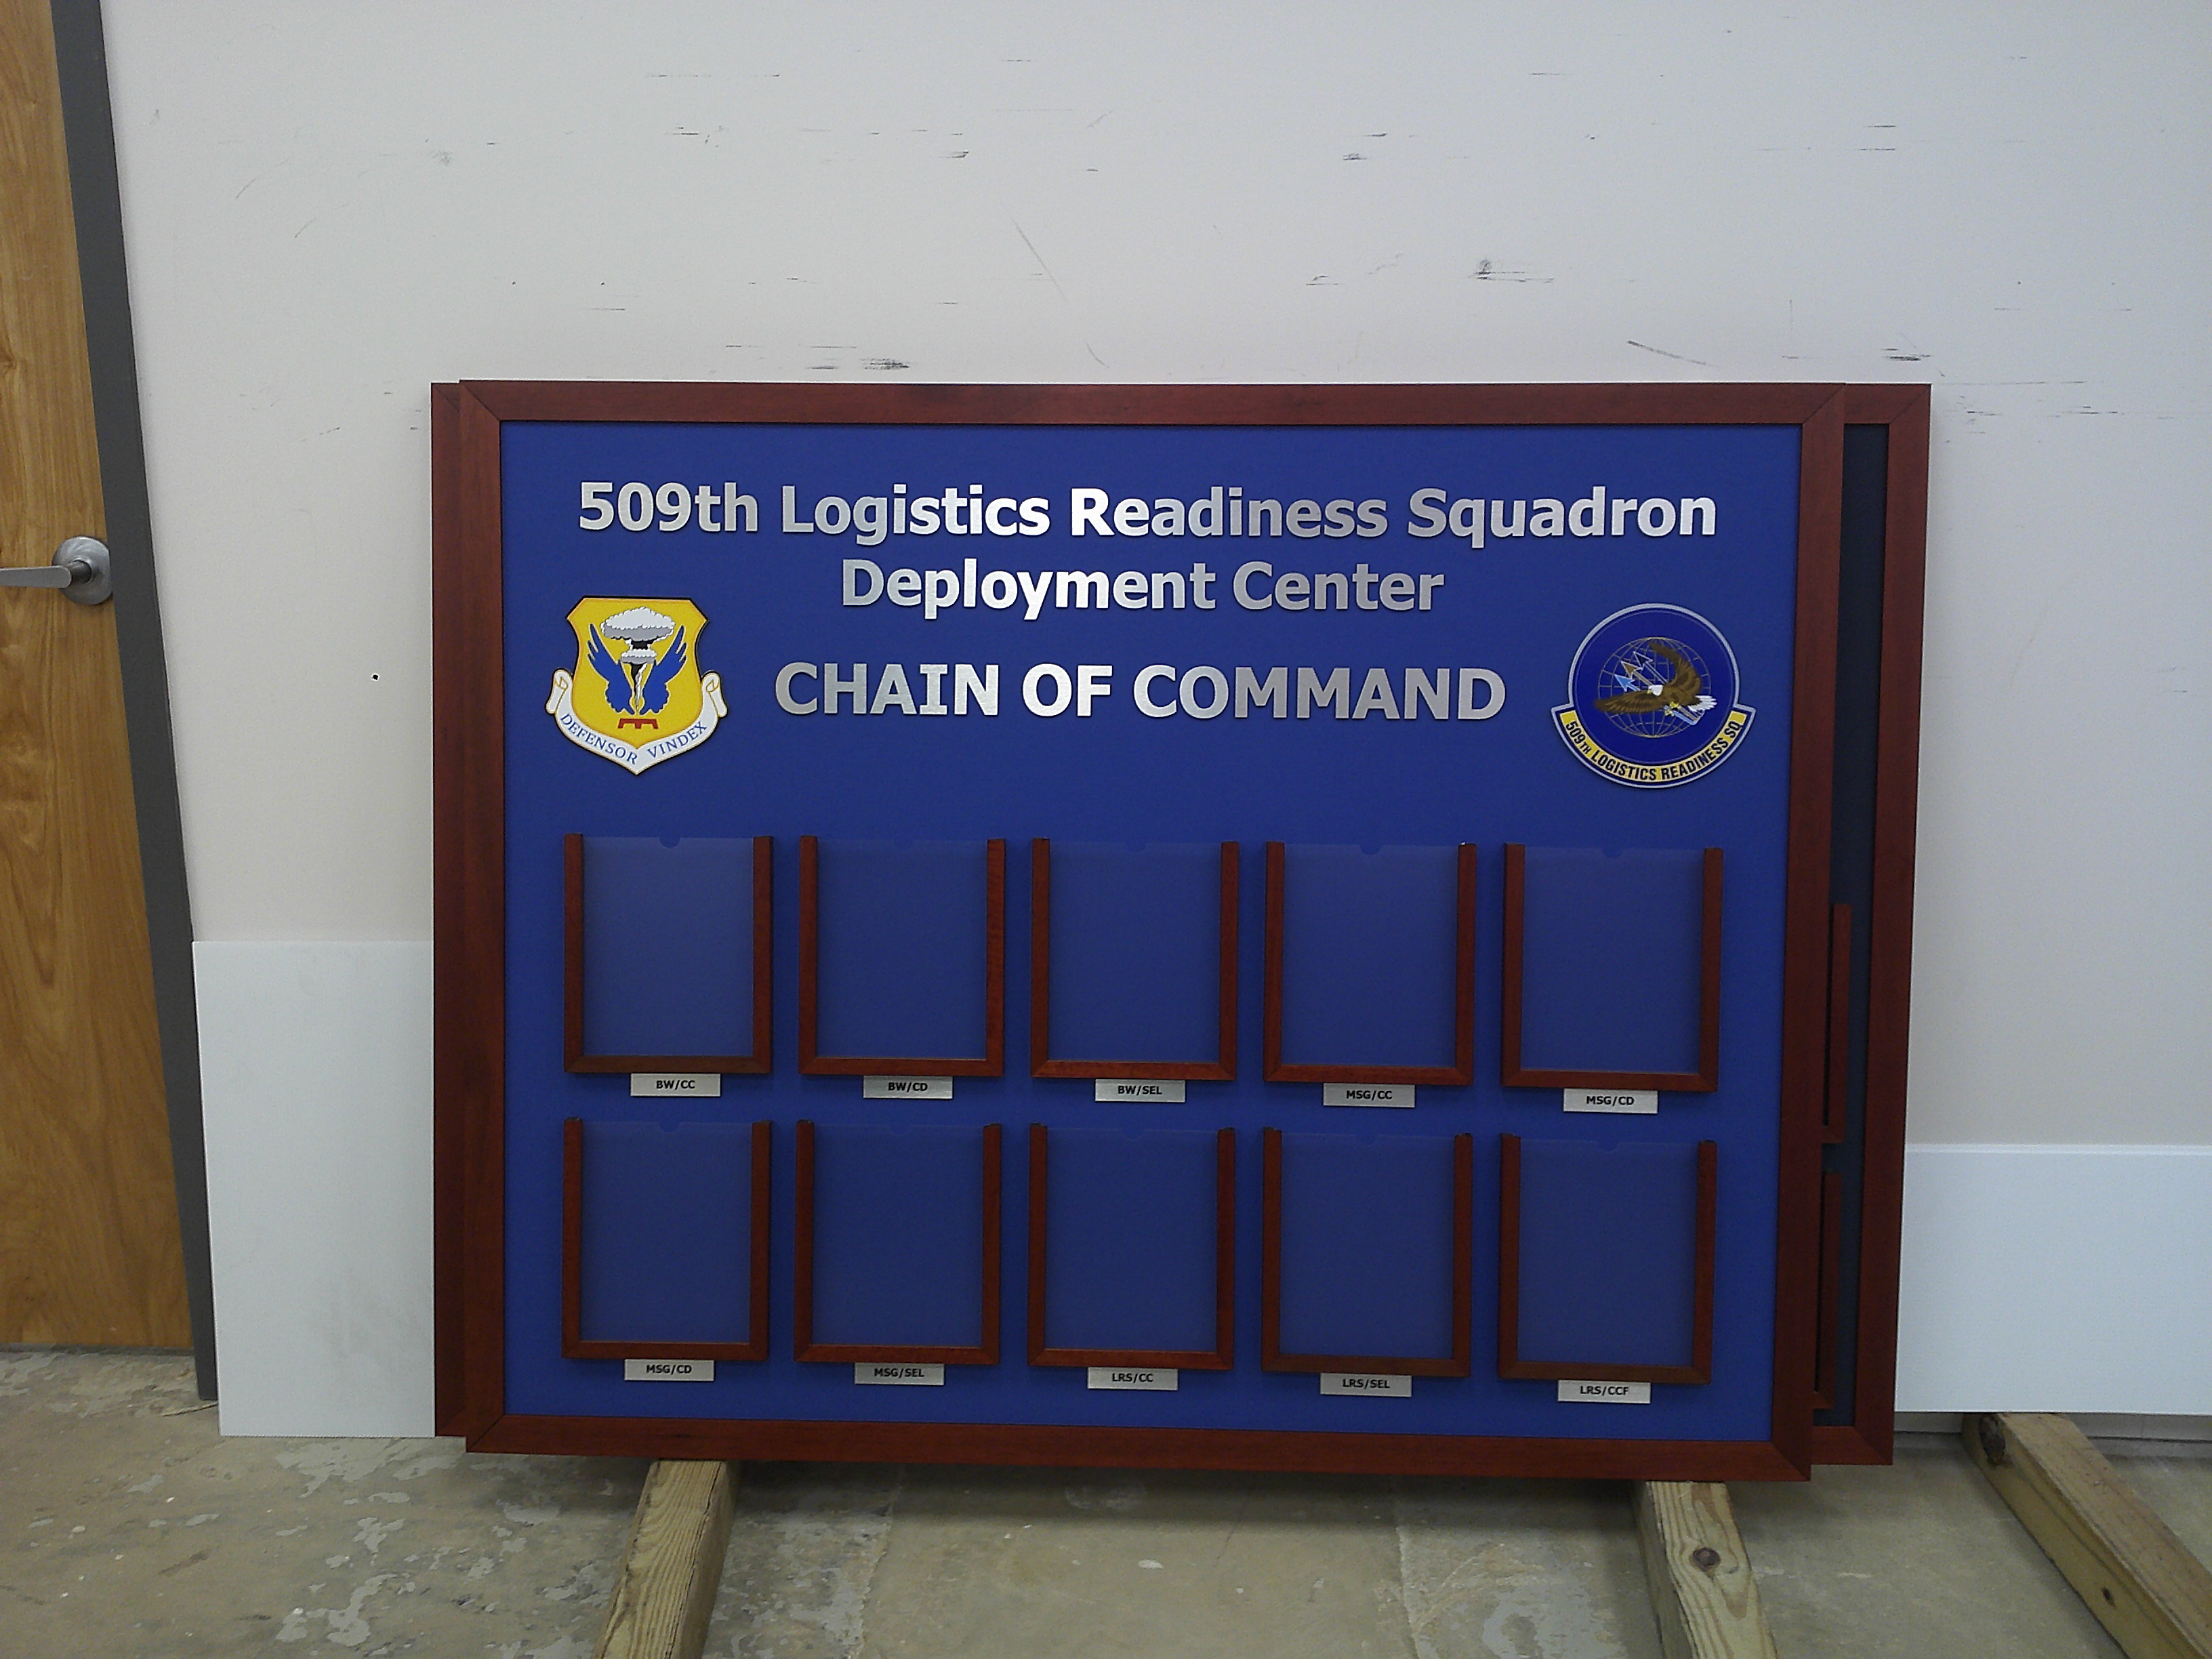 509th Logistics Readiness Squadron
Deployment Center
CHAIN OF COMMAND
DEFENSOR VINDEX
509TH LOGISTICS READINESS SQ
BW/CC
BW/CD
BW/SEL
MSG/CC
MSG/CD
MSG/CD
MSG/SEL
LRS/CC
LRS/SEL
LRS/CCF